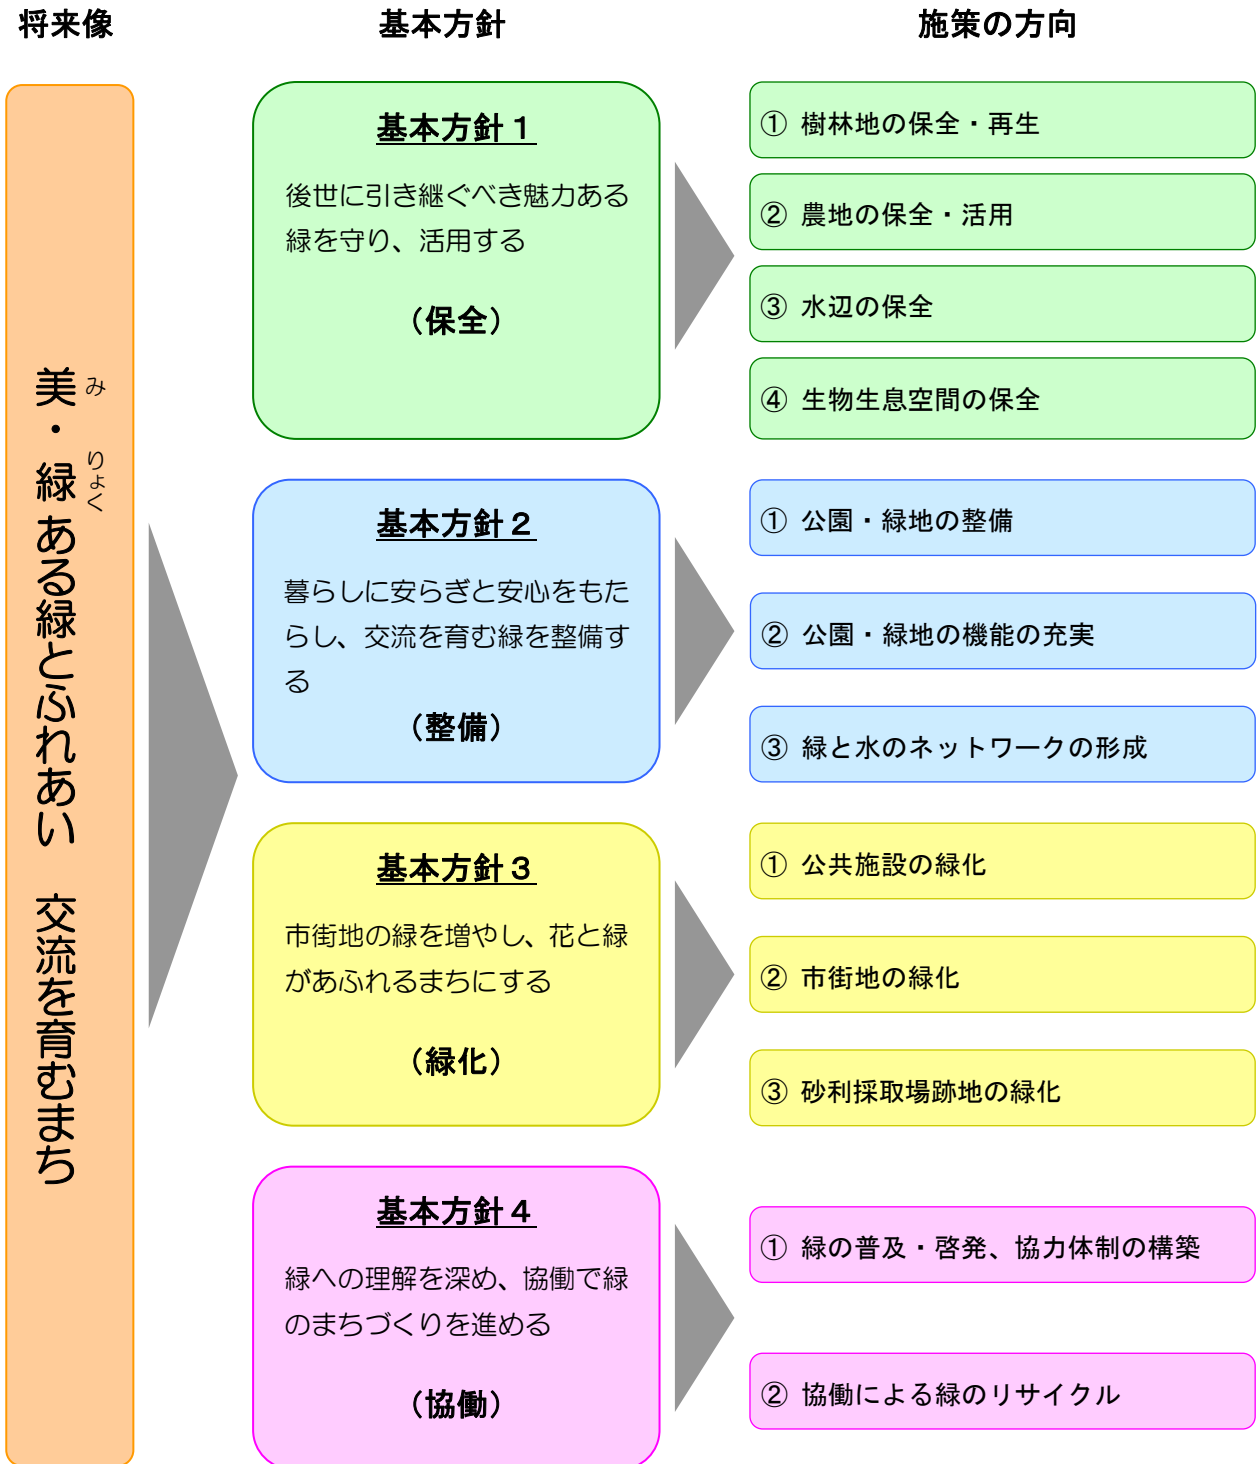 将来像
基本方針
施策の方向
美・緑ある緑とふれあい　交流を育むまち
み
りょく
基本方針１
後世に引き継ぐべき魅力ある
緑を守り、活用する
（保全）
① 樹林地の保全・再生
② 農地の保全・活用
③ 水辺の保全
④ 生物生息空間の保全
基本方針２
暮らしに安らぎと安心をもた
らし、交流を育む緑を整備す
る
（整備）
① 公園・緑地の整備
② 公園・緑地の機能の充実
③ 緑と水のネットワークの形成
基本方針３
市街地の緑を増やし、花と緑
があふれるまちにする
（緑化）
① 公共施設の緑化
② 市街地の緑化
③ 砂利採取場跡地の緑化
基本方針４
緑への理解を深め、協働で緑
のまちづくりを進める
（協働）
① 緑の普及・啓発、協力体制の構築
② 協働による緑のリサイクル